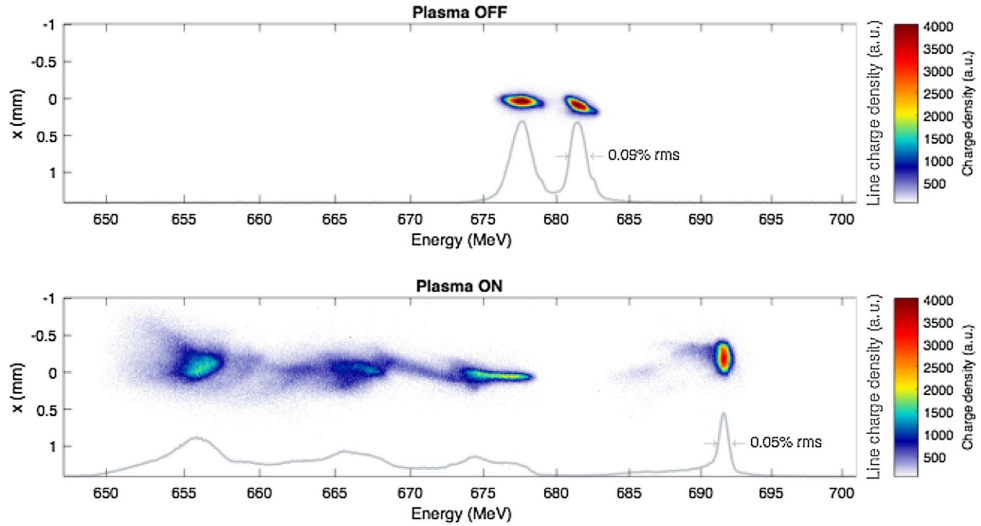 Plasma OFF
-1
-0.5
0
0.5
1
x (mm)
0.09% rms
650 655 660 665 670 675 680 685 690 695 700
Energy (MeV)
Line charge density (a.u.)
4000
3500
3000
2500
2000
1500
1000
500
Charge density (a.u.)
Plasma ON
-1
-0.5
0
0.5
1
x (mm)
0.05% rms
650 655 660 665 670 675 680 685 690 695 700
Energy (MeV)
Line charge density (a.u.)
4000
3500
3000
2500
2000
1500
1000
500
Charge density (a.u.)